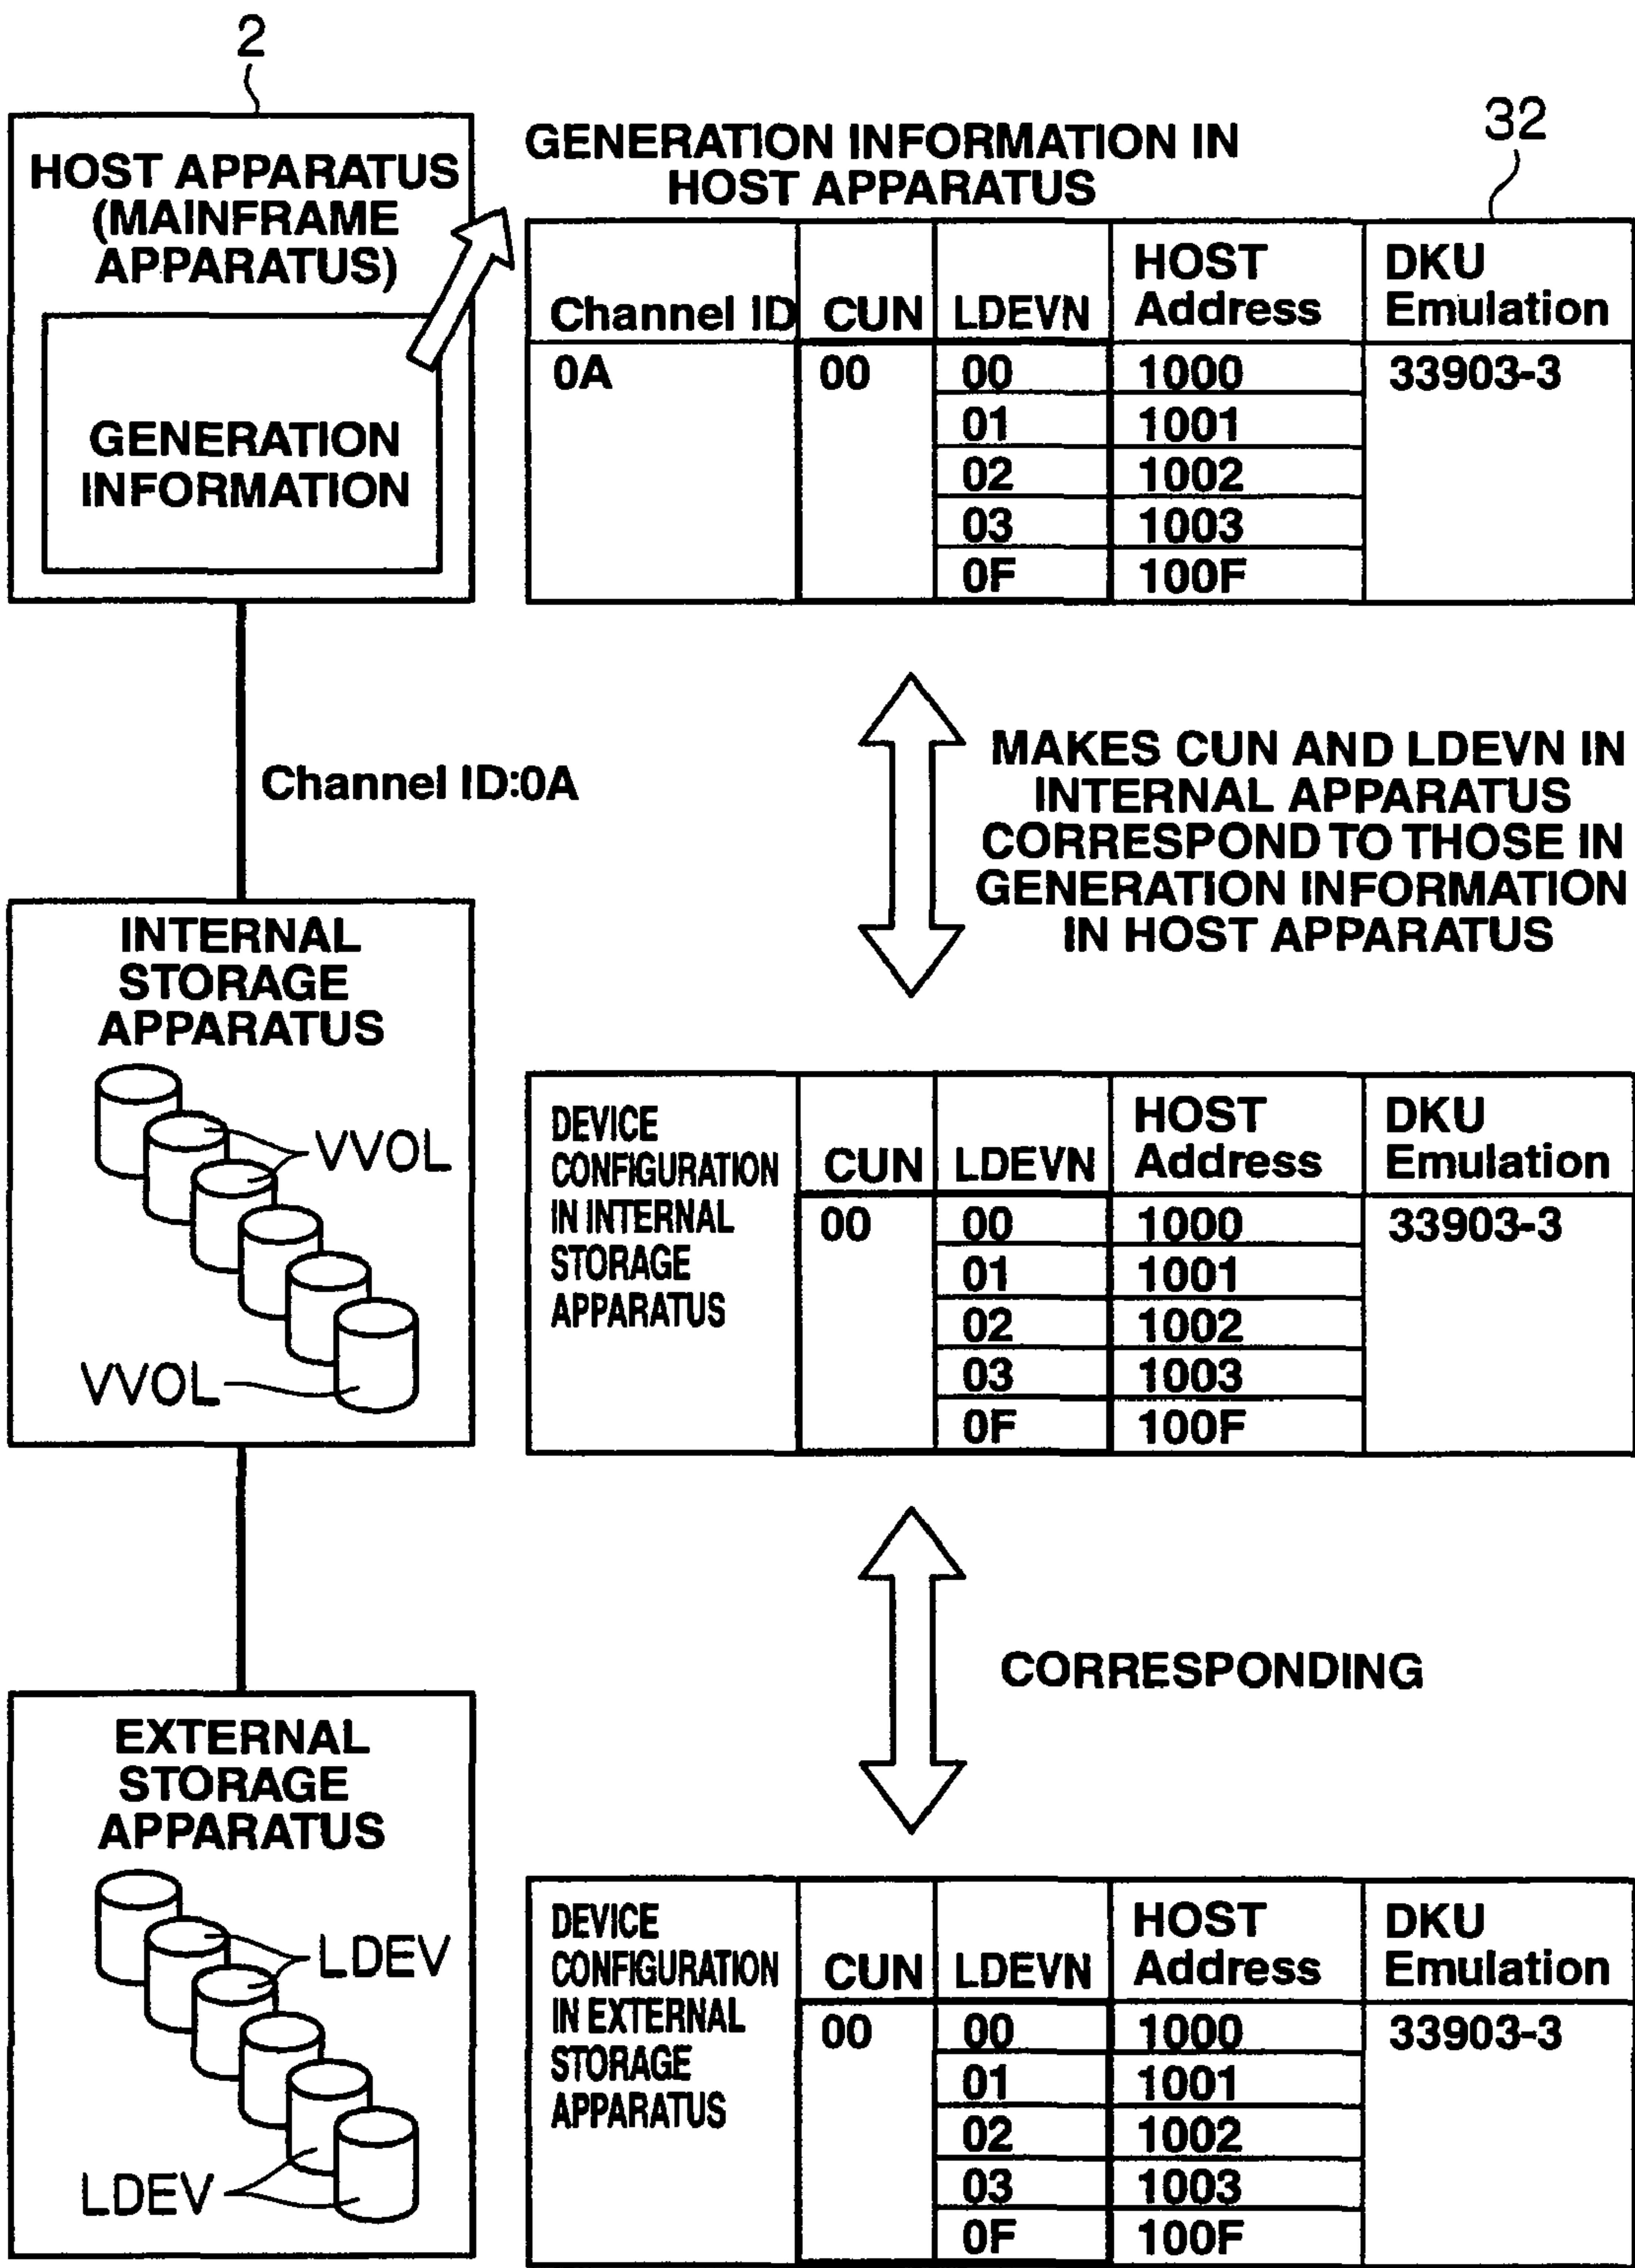 2
HOST APPARATUS
(MAINFRAME
APPARATUS)
GENERATION
INFORMATION
GENERATION INFORMATION IN
HOST APPARATUS
32
Channel ID CUN LDEVN HOST Address DKU Emulation
0A 00 00 1000 33903-3
01 1001
02 1002
03 1003
0F 100F
Channel ID:0A
MAKES CUN AND LDEVN IN
INTERNAL APPARATUS
CORRESPOND TO THOSE IN
GENERATION INFORMATION
IN HOST APPARATUS
INTERNAL
STORAGE
APPARATUS
VVOL
VVOL
DEVICE
CONFIGURATION
IN INTERNAL
STORAGE
APPARATUS
CUN LDEVN HOST Address DKU Emulation
00 00 1000 33903-3
01 1001
02 1002
03 1003
0F 100F
CORRESPONDING
EXTERNAL
STORAGE
APPARATUS
LDEV
LDEV
DEVICE
CONFIGURATION
IN EXTERNAL
STORAGE
APPARATUS
CUN LDEVN HOST Address DKU Emulation
00 00 1000 33903-3
01 1001
02 1002
03 1003
0F 100F